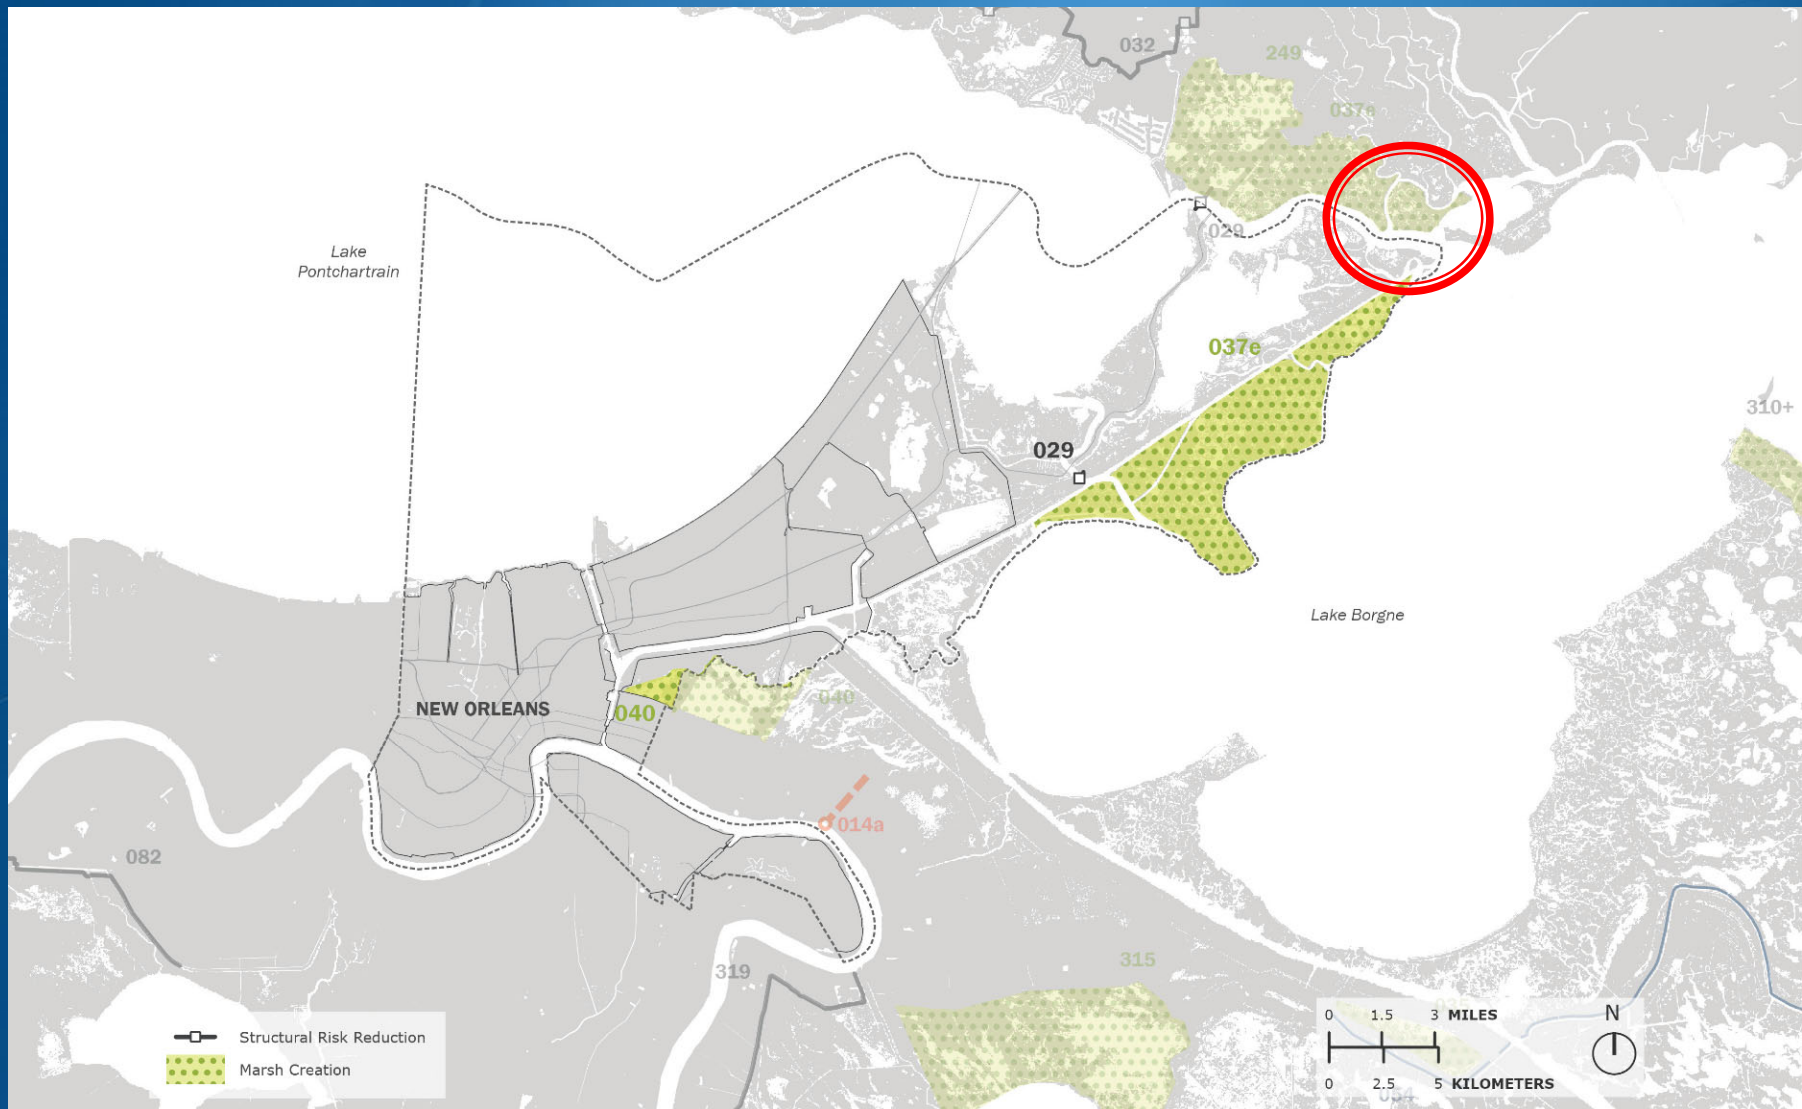 032
249
037e
029
Lake
Pontchartrain
037e
310+
029
Lake Borgne
040
040
NEW ORLEANS
014a
082
319
315
Structural Risk Reduction
Marsh Creation
0 1.5 3 MILES
0 2.5 5 KILOMETERS
N